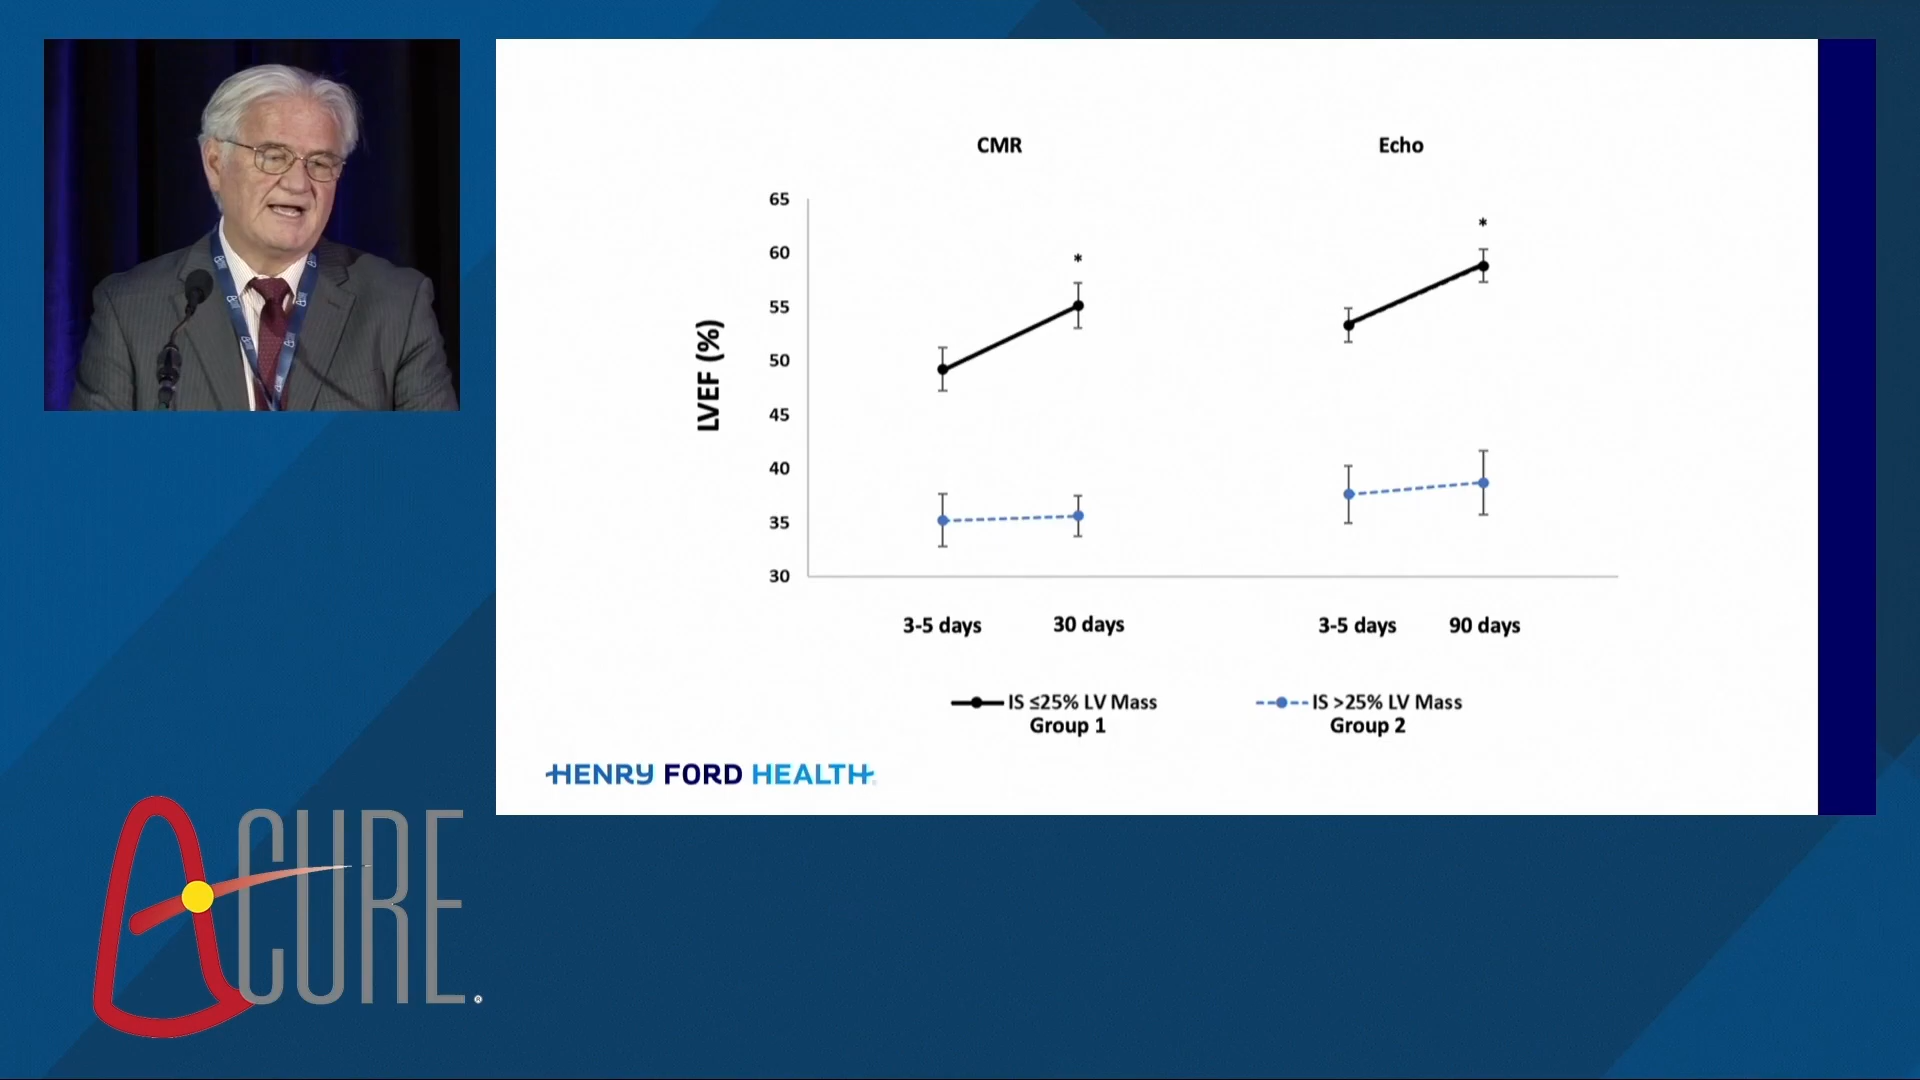 CMR
Echo
65
60
55
50
45
40
35
30
LVEF (%)
*
*
3-5 days
30 days
3-5 days
90 days
IS ≤25% LV Mass
Group 1
IS >25% LV Mass
Group 2
HENRY FORD HEALTH
ACURE®